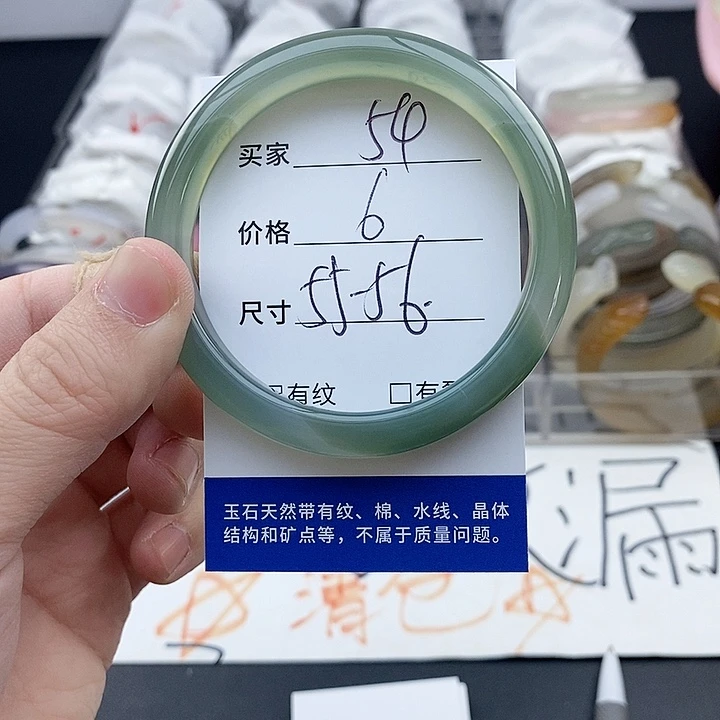 买家 54
价格 6
尺寸 55-56.
有纹
有
玉石天然带有纹、棉、水线、晶体
结构和矿点等，不属于质量问题。
漏
清仓